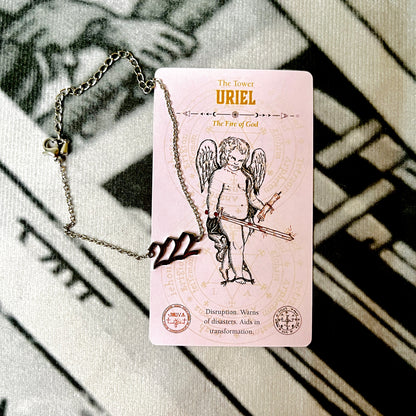 The Tower
URIEL
The Fire of God
222
Disruption. Warns
of disasters. Aids in
transformation.